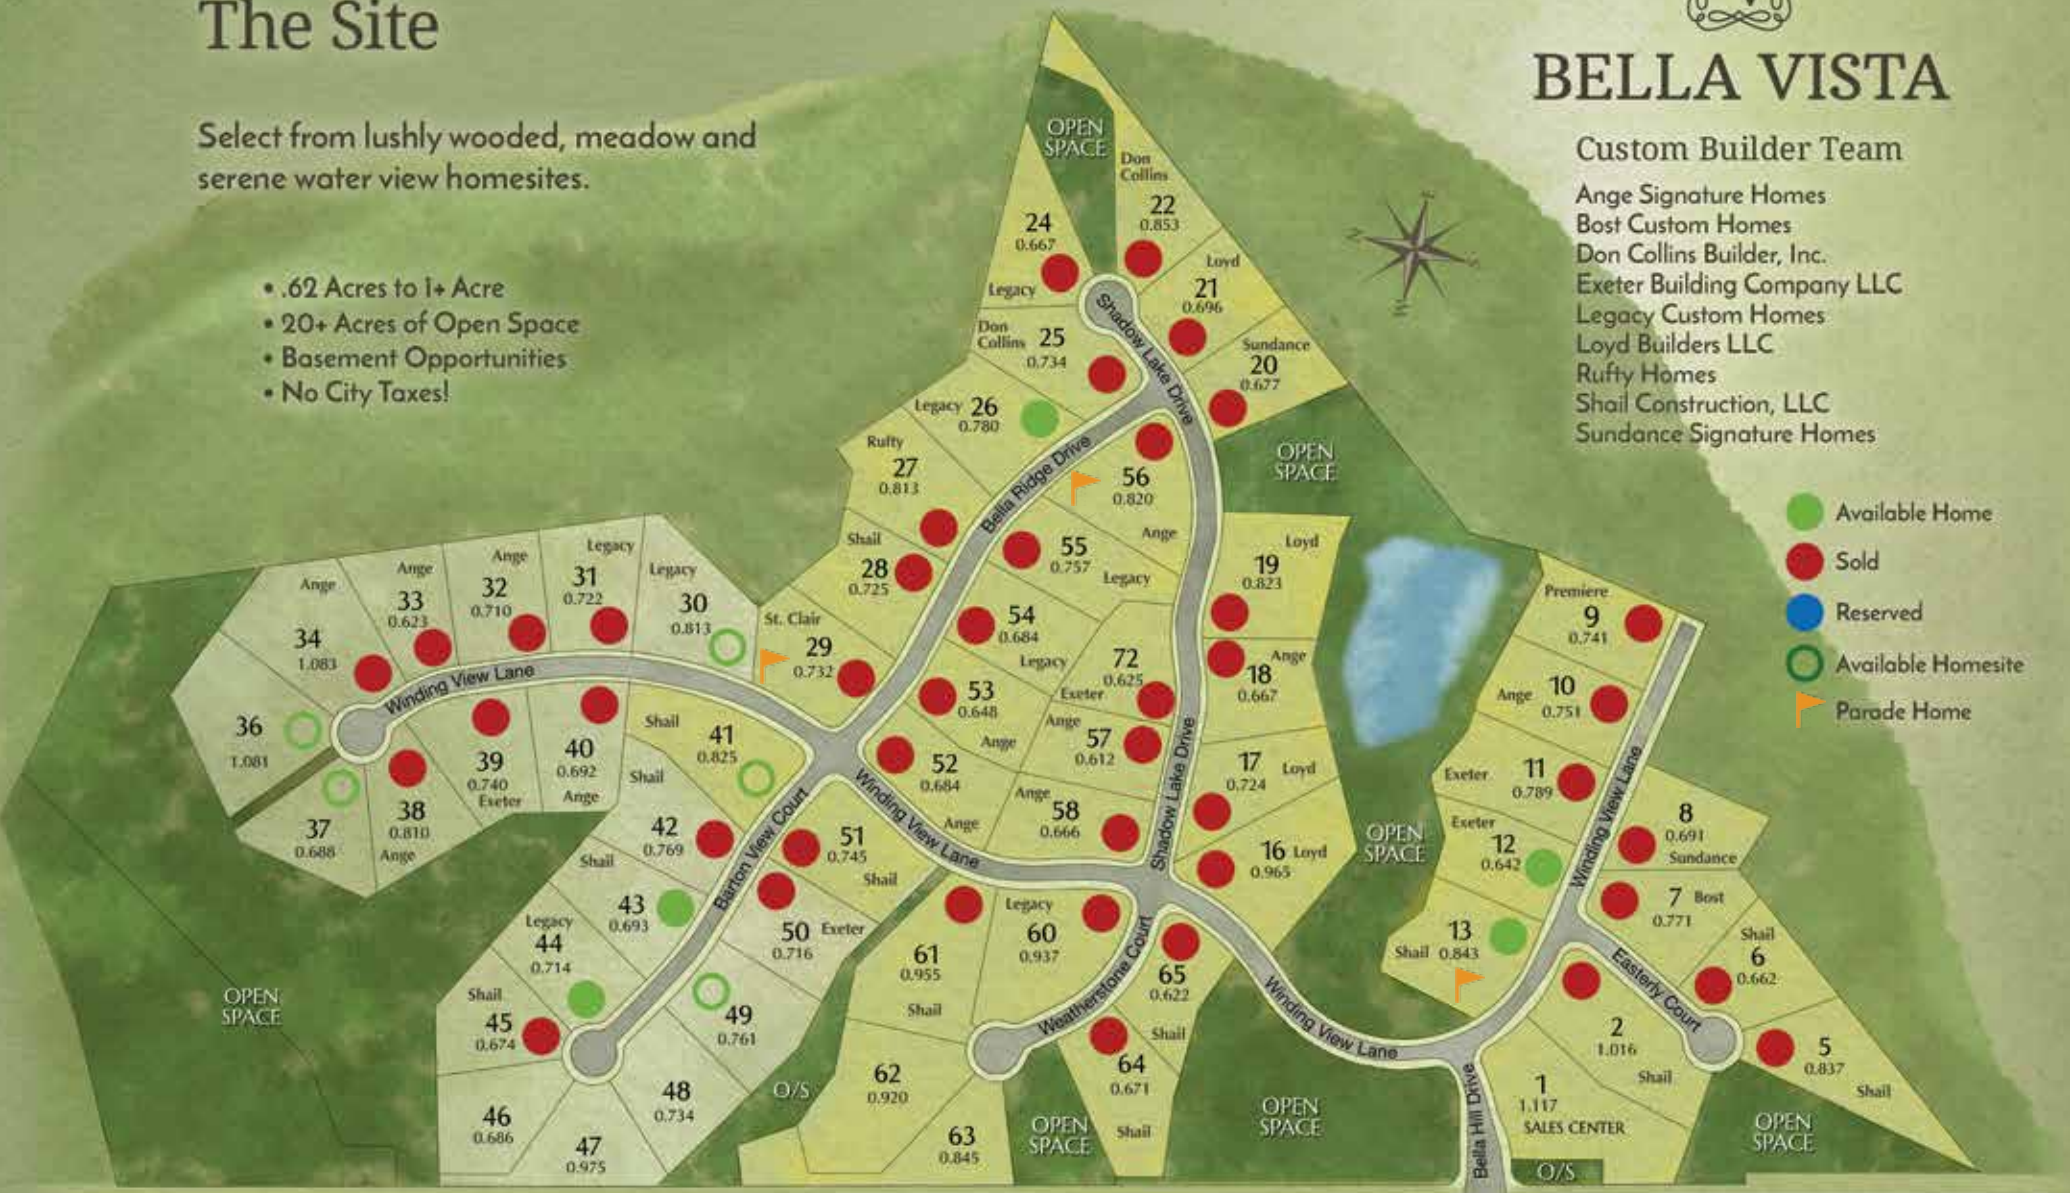 The Site
Select from lushly wooded, meadow and
serene water view homesites.
• .62 Acres to 1+ Acre
• 20+ Acres of Open Space
• Basement Opportunities
• No City Taxes!
BELLA VISTA
Custom Builder Team
Ange Signature Homes
Bost Custom Homes
Don Collins Builder, Inc.
Exeter Building Company LLC
Legacy Custom Homes
Loyd Builders LLC
Rufty Homes
Shail Construction, LLC
Sundance Signature Homes
Available Home
Sold
Reserved
Available Homesite
Parade Home
OPEN
SPACE
Don
Collins
22
0.853
24
0.667
Legacy
Loyd
21
0.696
Shadow Lake Drive
Don
Collins
25
0.734
Sundance
20
0.677
Legacy
26
0.780
OPEN
SPACE
Rufty
27
0.813
Bella Ridge Drive
56
0.820
Ange
Shail
28
0.725
55
0.757
Legacy
Loyd
19
0.823
Ange
34
1.083
Ange
33
0.623
Ange
32
0.710
Legacy
31
0.722
Legacy
30
0.813
St. Clair
29
0.732
54
0.684
Legacy
72
0.625
Exeter
Ange
18
0.667
Premiere
9
0.741
Winding View Lane
36
1.081
37
0.688
38
0.810
Ange
39
0.740
Exeter
40
0.692
Ange
Shail
41
0.825
53
0.648
Ange
Ange
57
0.612
Shadow Lake Drive
17
0.724
Loyd
Ange
10
0.751
Exeter
11
0.789
Winding View Lane
52
0.684
Ange
Ange
58
0.666
Winding View Lane
Shail
42
0.769
Barton View Court
51
0.745
Shail
16
0.965
Loyd
OPEN
SPACE
Exeter
12
0.642
8
0.691
Sundance
Shail
43
0.693
50
0.716
Exeter
Legacy
60
0.937
7
0.771
Bost
13
Shail
0.843
Legacy
44
0.714
61
0.955
Shail
Weatherstone Court
65
0.622
Shail
Winding View Lane
Easterly Court
Shail
6
0.662
OPEN
SPACE
Shail
45
0.674
49
0.761
2
1.016
Shail
5
0.837
Shail
46
0.686
47
0.975
48
0.734
O/S
62
0.920
63
0.845
OPEN
SPACE
64
0.671
Shail
OPEN
SPACE
Bella Hill Drive
1
1.117
SALES CENTER
O/S
OPEN
SPACE